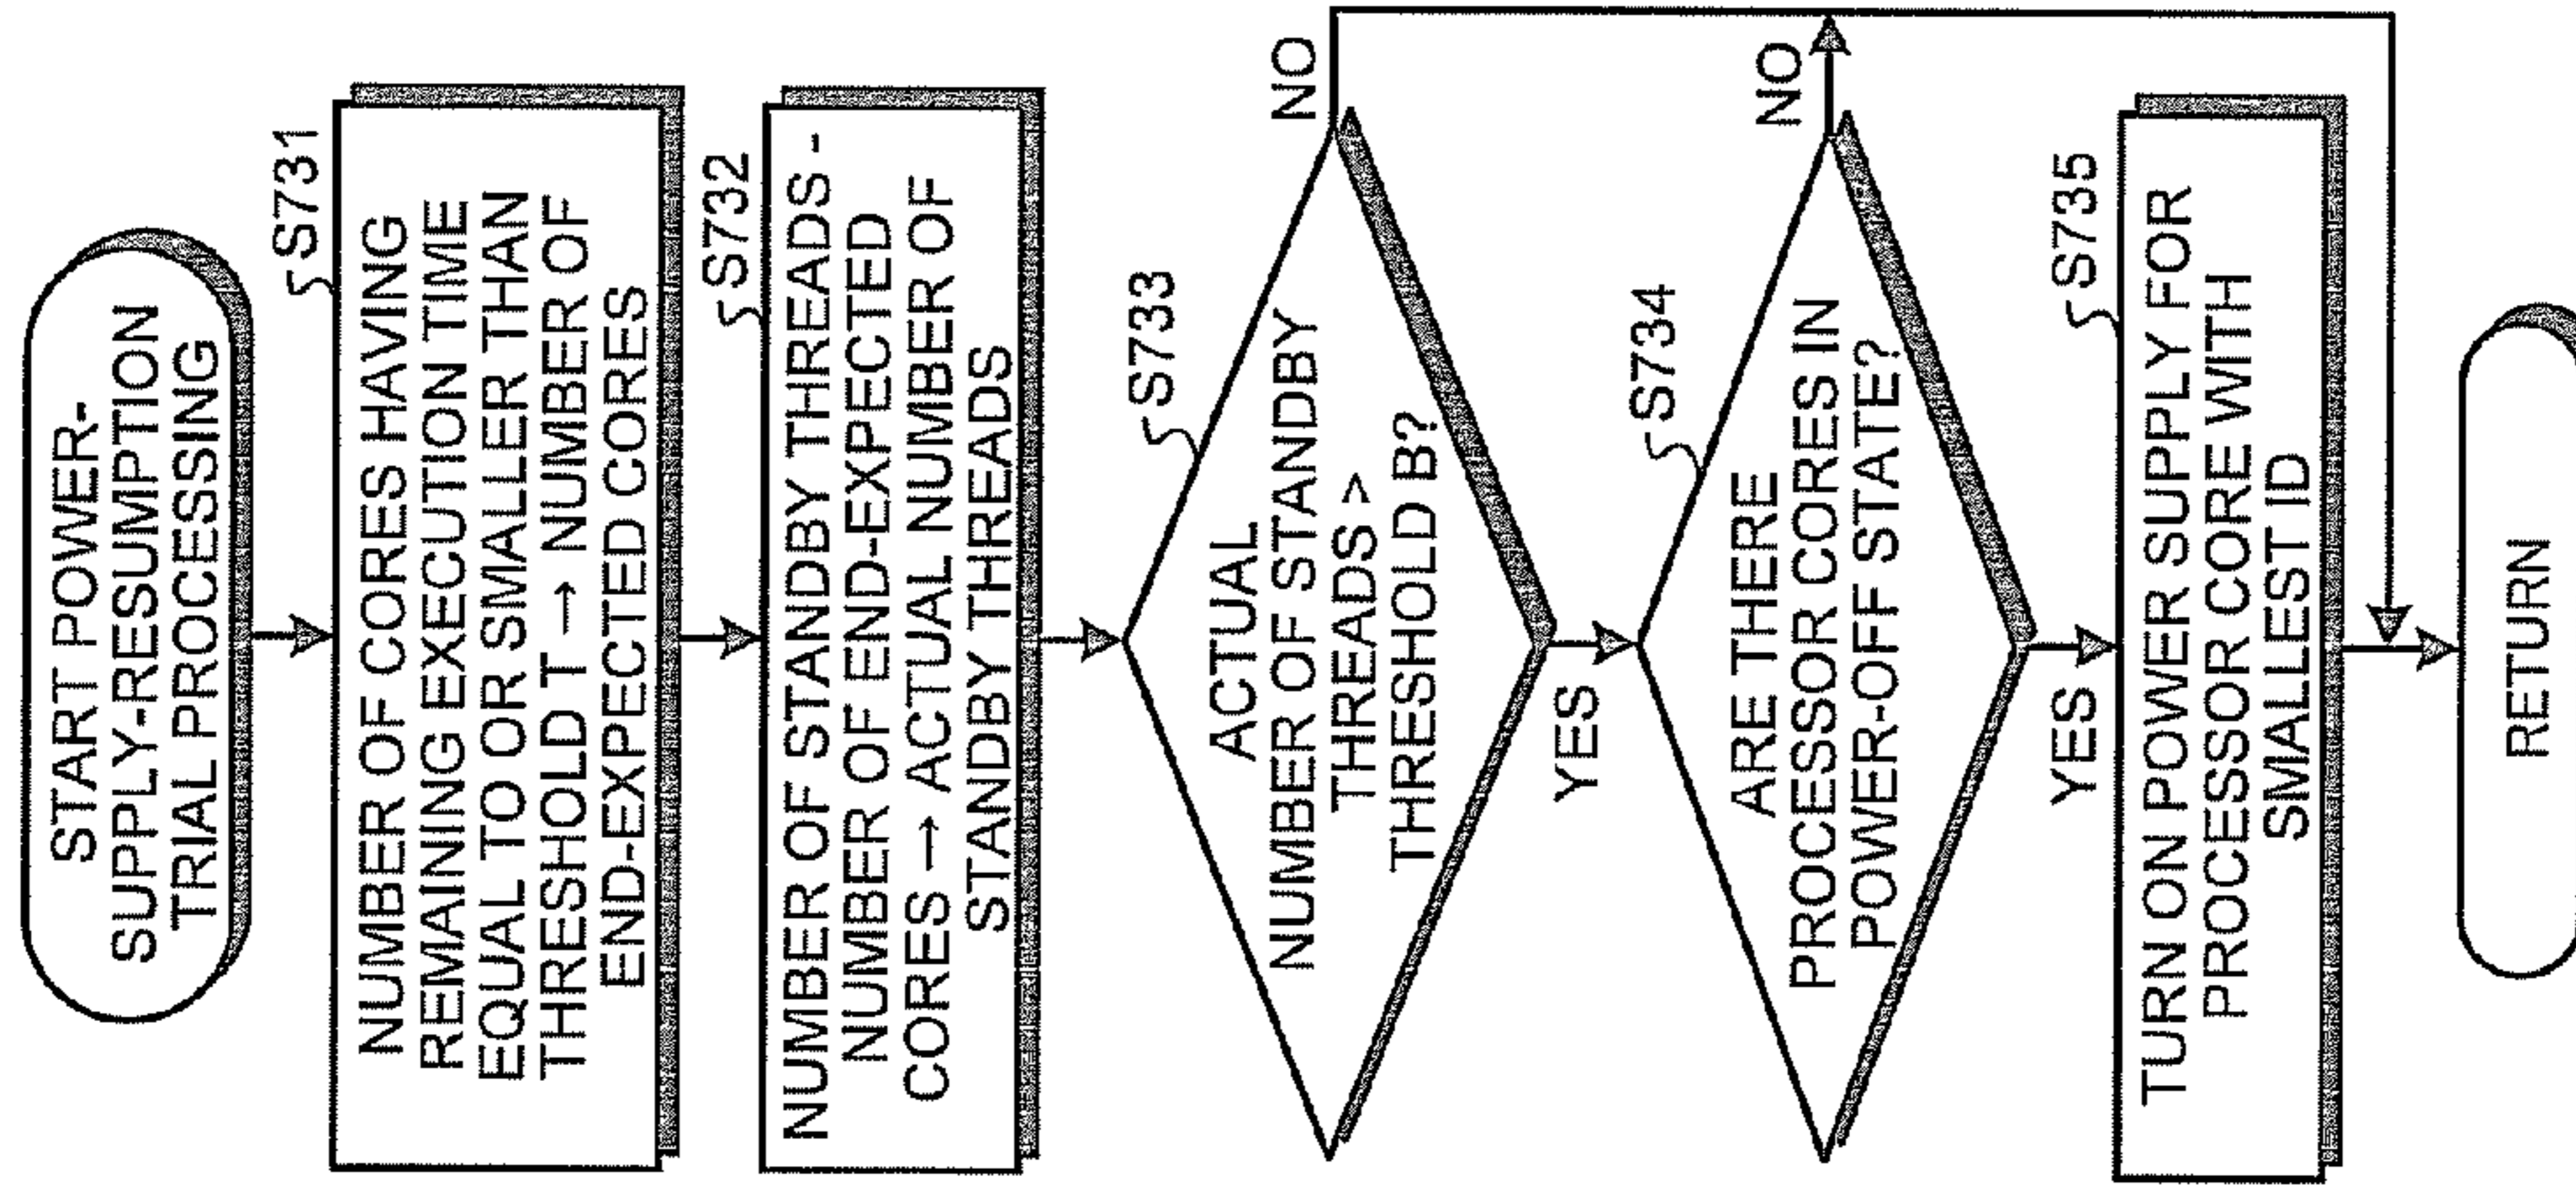 START POWER-
SUPPLY-RESUMPTION
TRIAL PROCESSING
S731
NUMBER OF CORES HAVING
REMAINING EXECUTION TIME
EQUAL TO OR SMALLER THAN
THRESHOLD T → NUMBER OF
END-EXPECTED CORES
S732
NUMBER OF STANDBY THREADS -
NUMBER OF END-EXPECTED
CORES → ACTUAL NUMBER OF
STANDBY THREADS
S733
ACTUAL
NUMBER OF STANDBY
THREADS >
THRESHOLD B?
NO
YES
S734
ARE THERE
PROCESSOR CORES IN
POWER-OFF STATE?
NO
YES
S735
TURN ON POWER SUPPLY FOR
PROCESSOR CORE WITH
SMALLEST ID
RETURN